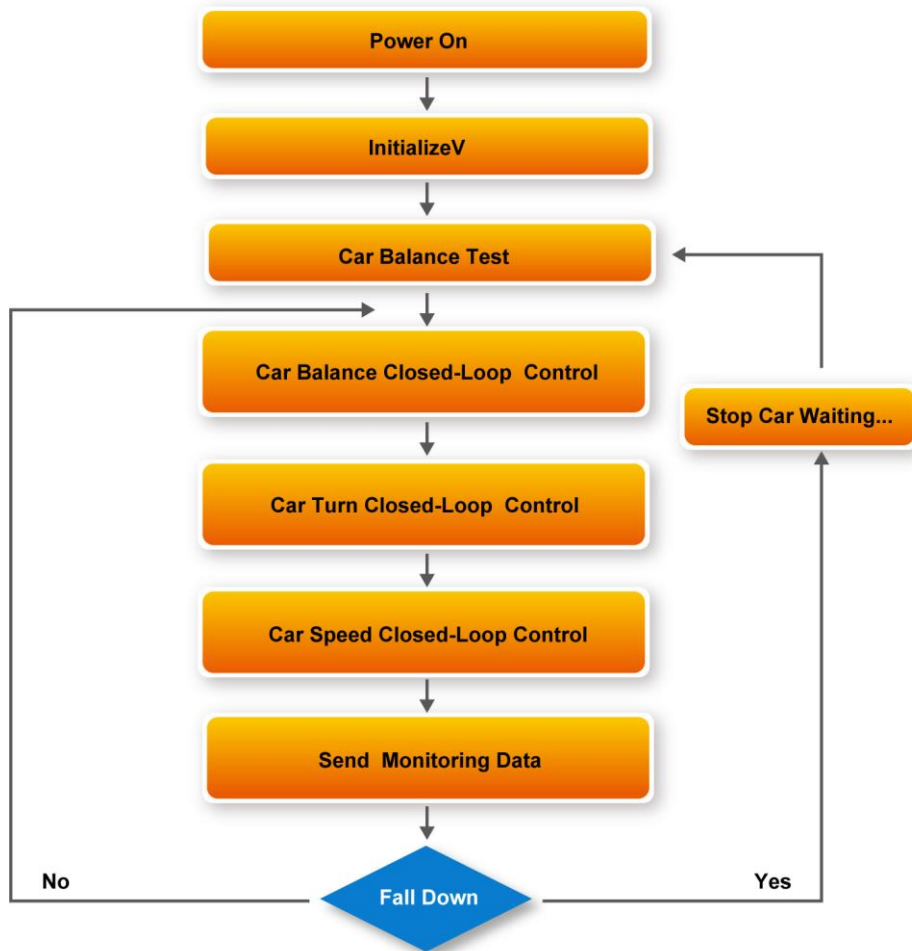 Power On
InitializeV
Car Balance Test
Car Balance Closed-Loop Control
Stop Car Waiting...
Car Turn Closed-Loop Control
Car Speed Closed-Loop Control
Send Monitoring Data
No
Yes
Fall Down